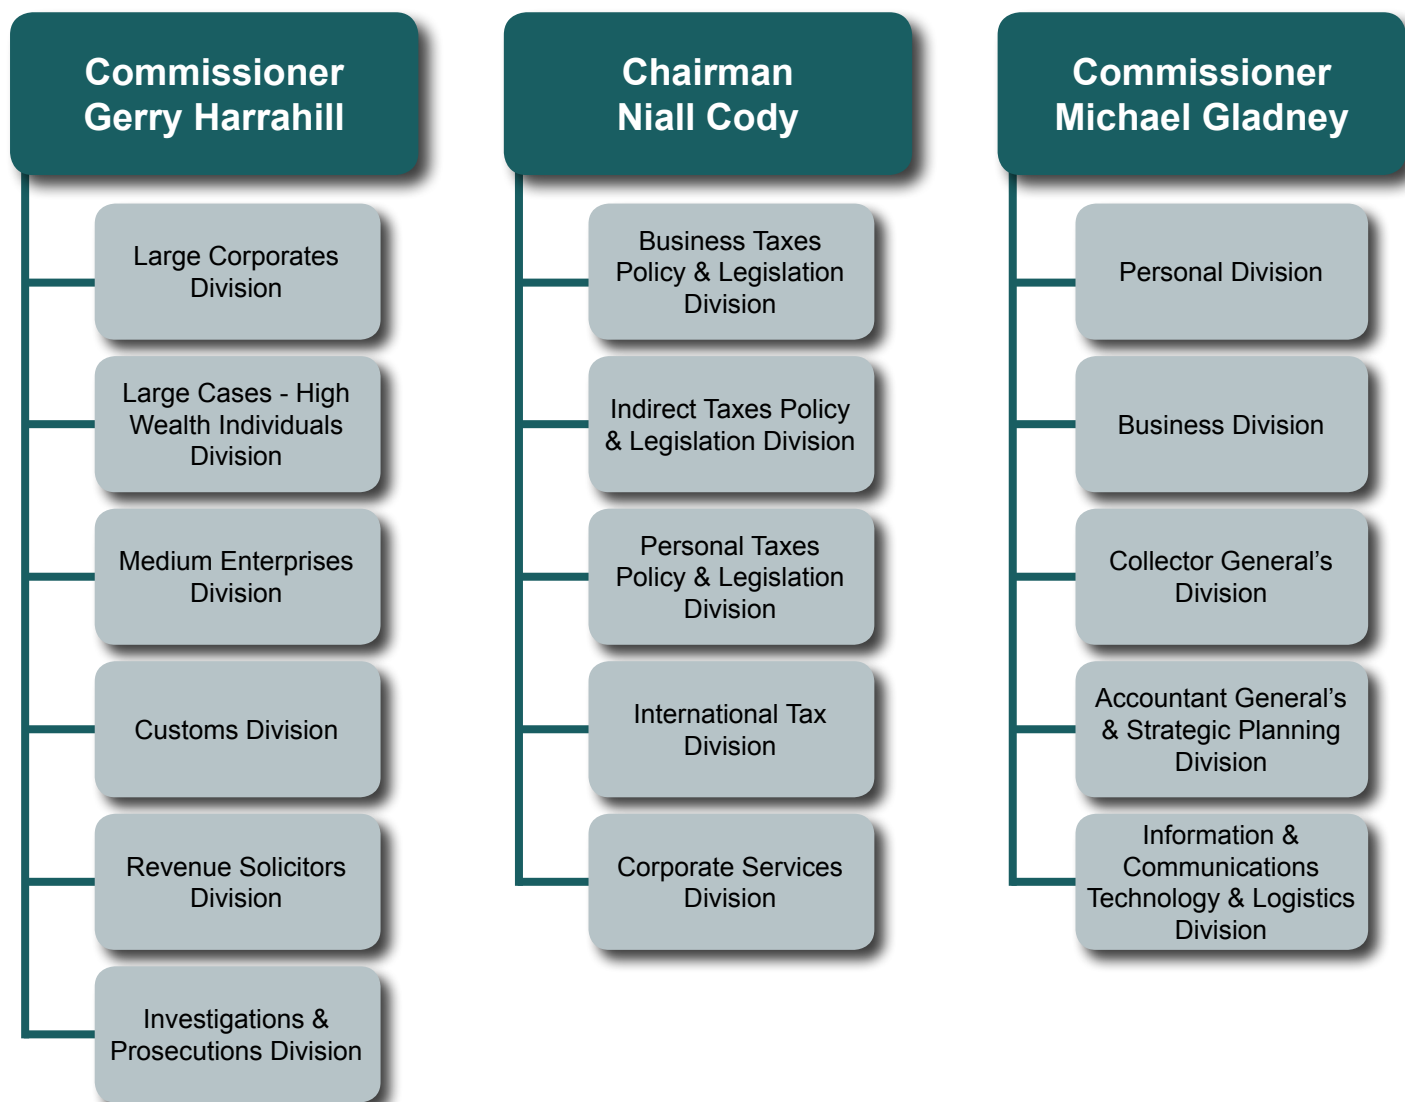 Commissioner
Gerry Harrahill
Large Corporates
Division
Large Cases - High
Wealth Individuals
Division
Medium Enterprises
Division
Customs Division
Revenue Solicitors
Division
Investigations &
Prosecutions Division
Chairman
Niall Cody
Business Taxes
Policy & Legislation
Division
Indirect Taxes Policy
& Legislation Division
Personal Taxes
Policy & Legislation
Division
International Tax
Division
Corporate Services
Division
Commissioner
Michael Gladney
Personal Division
Business Division
Collector General’s
Division
Accountant General’s
& Strategic Planning
Division
Information &
Communications
Technology & Logistics
Division